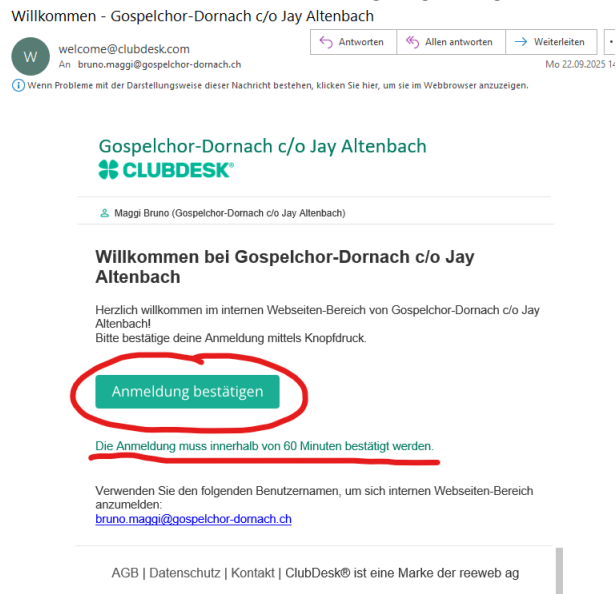 Willkommen - Gospelchor-Dornach c/o Jay Altenbach
Antworten
Allen antworten
Weiterleiten
W
welcome@clubdesk.com
An bruno.maggi@gospelchor-dornach.ch
Mo 22.09.2025
Wenn Probleme mit der Darstellungsweise dieser Nachricht bestehen, klicken Sie hier, um sie im Webbrowser anzuzeigen.
Gospelchor-Dornach c/o Jay Altenbach
CLUBDESK®
Maggi Bruno (Gospelchor-Dornach c/o Jay Altenbach)
Willkommen bei Gospelchor-Dornach c/o Jay
Altenbach
Herzlich willkommen im internen Webseiten-Bereich von Gospelchor-Dornach c/o Jay
Altenbach!
Bitte bestätige deine Anmeldung mittels Knopfdruck.
Anmeldung bestätigen
Die Anmeldung muss innerhalb von 60 Minuten bestätigt werden.
Verwenden Sie den folgenden Benutzernamen, um sich internen Webseiten-Bereich
anzumelden:
bruno.maggi@gospelchor-dornach.ch
AGB | Datenschutz | Kontakt | ClubDesk® ist eine Marke der reeweb ag